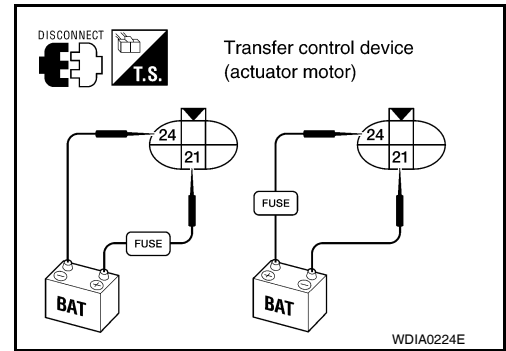 DISCONNECT
T.S.
Transfer control device
(actuator motor)
24
21
FUSE
− +
BAT
24
21
FUSE
+ −
BAT
WDIA0224E